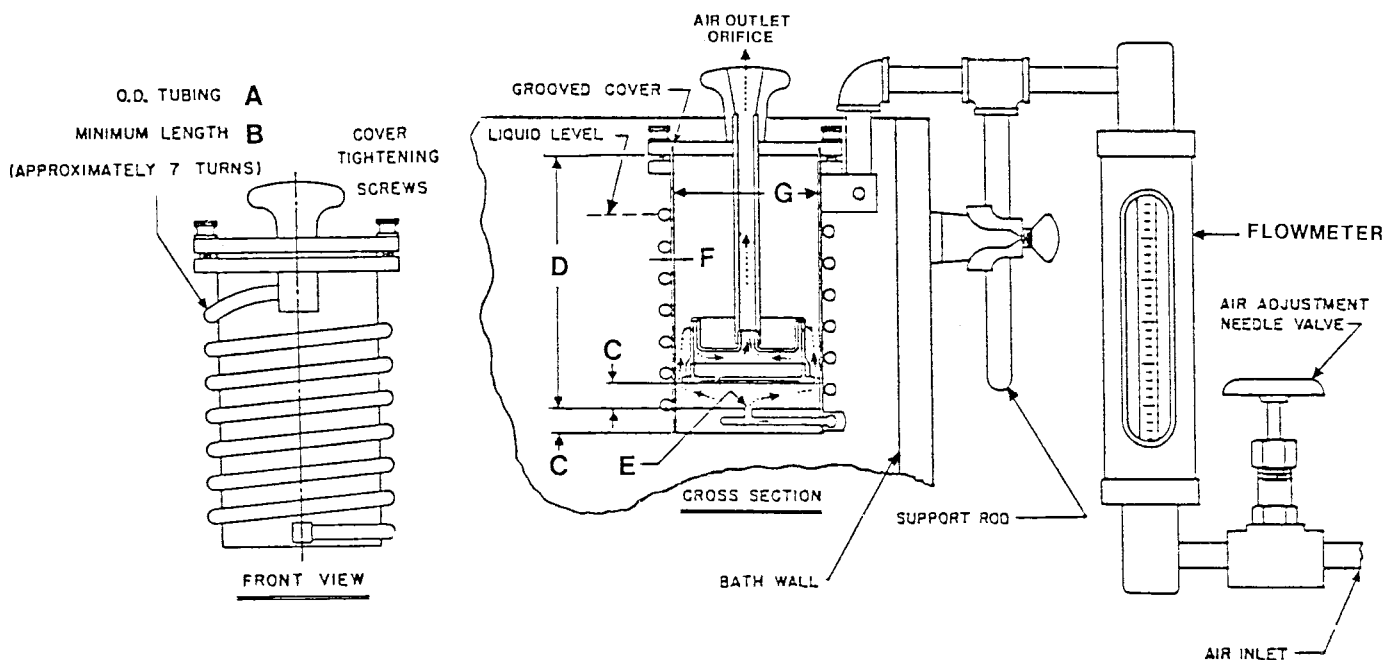 AIR OUTLET
ORIFICE
O.D. TUBING A
MINIMUM LENGTH B
(APPROXIMATELY 7 TURNS)
COVER
TIGHTENING
SCREWS
GROOVED COVER
LIQUID LEVEL
G
D
F
C
C
E
CROSS SECTION
FRONT VIEW
FLOWMETER
AIR ADJUSTMENT
NEEDLE VALVE
SUPPORT ROD
BATH WALL
AIR INLET